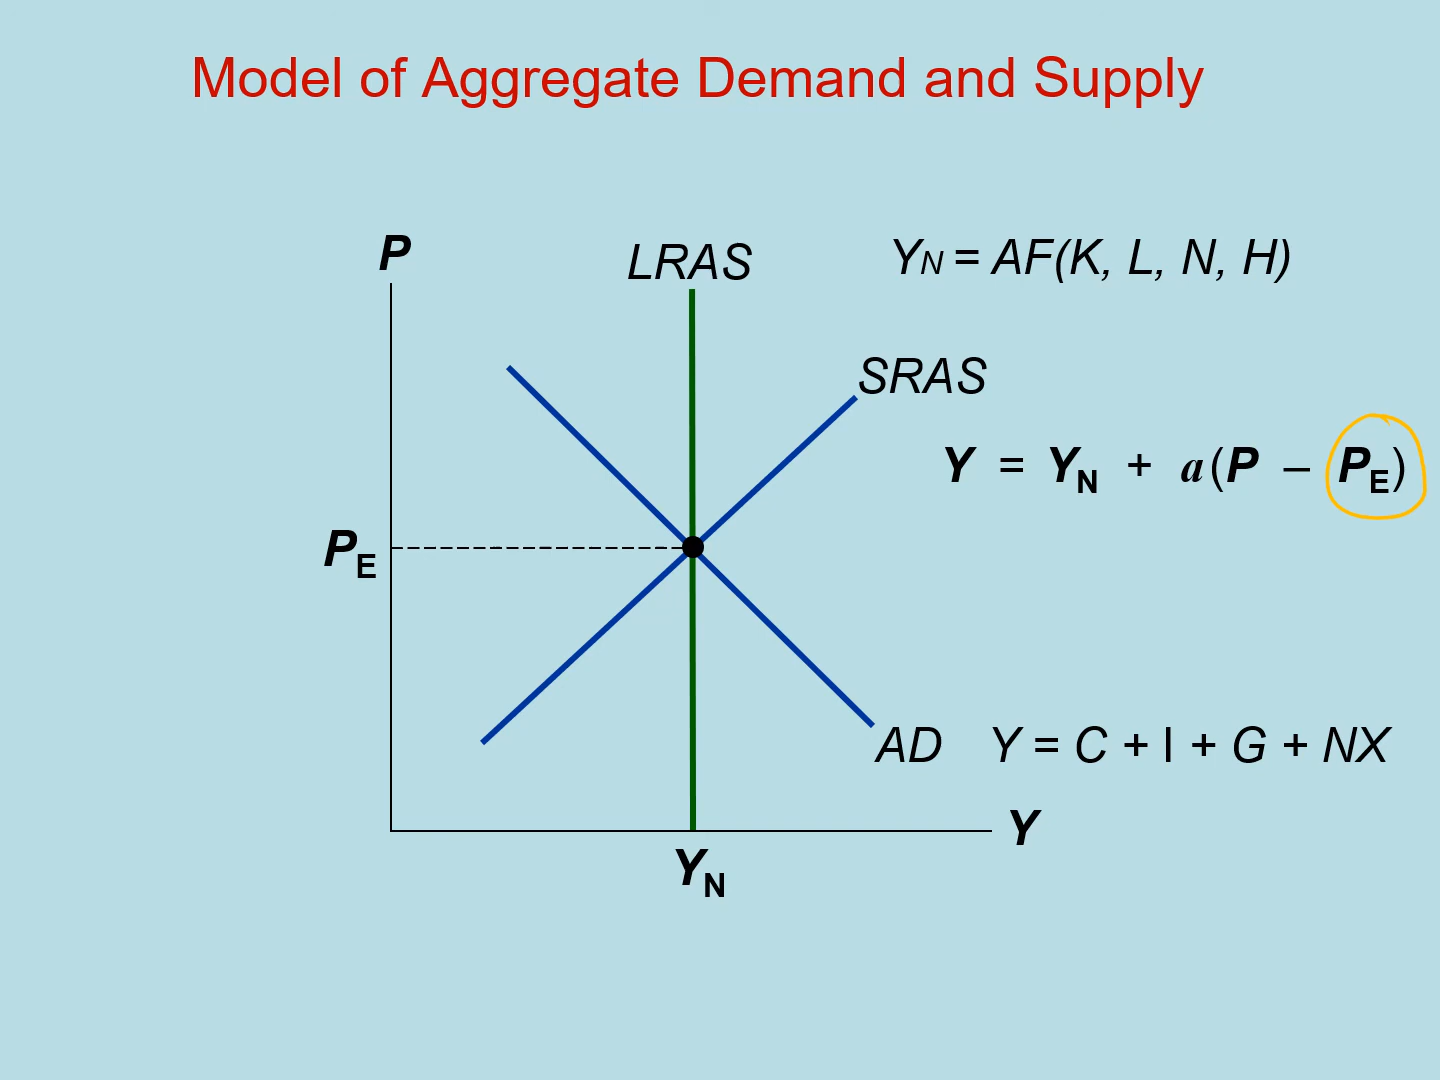 Model of Aggregate Demand and Supply
P
LRAS
YN = AF(K, L, N, H)
SRAS
Y = YN + a(P – PE)
PE
AD
Y = C + I + G + NX
Y
YN